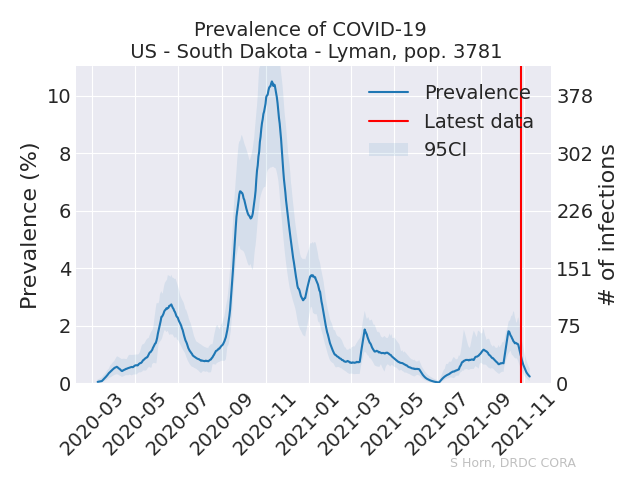 Prevalence of COVID-19
US - South Dakota - Lyman, pop. 3781
Prevalence
Latest data
95CI
Prevalence (%)
10
8
6
4
2
0
# of infections
378
302
226
151
75
0
2020-03
2020-05
2020-07
2020-09
2020-11
2021-01
2021-03
2021-05
2021-07
2021-09
2021-11
S Horn, DRDC CORA